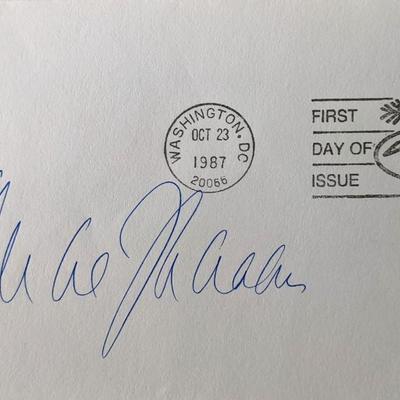 WASHINGTON, DC
OCT 23
1987
20066
FIRST
DAY OF
ISSUE